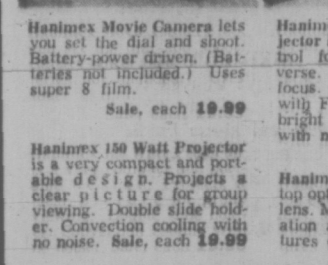 Hanimex Movie Camera lets
you set the dial and shoot.
Battery-power driven. (Bat-
teries not included.) Uses
super 8 film.
Sale, each 19.99
Hanimex 150 Watt Projector
is a very compact and port-
able design. Projects a
clear picture for group
viewing. Double slide hold-
er. Convection cooling with
no noise. Sale, each 19.99
Hanim
jector
trol f
verse.
focus.
with F
bright
with n
Hanim
top opt
lens. M
ation
tures